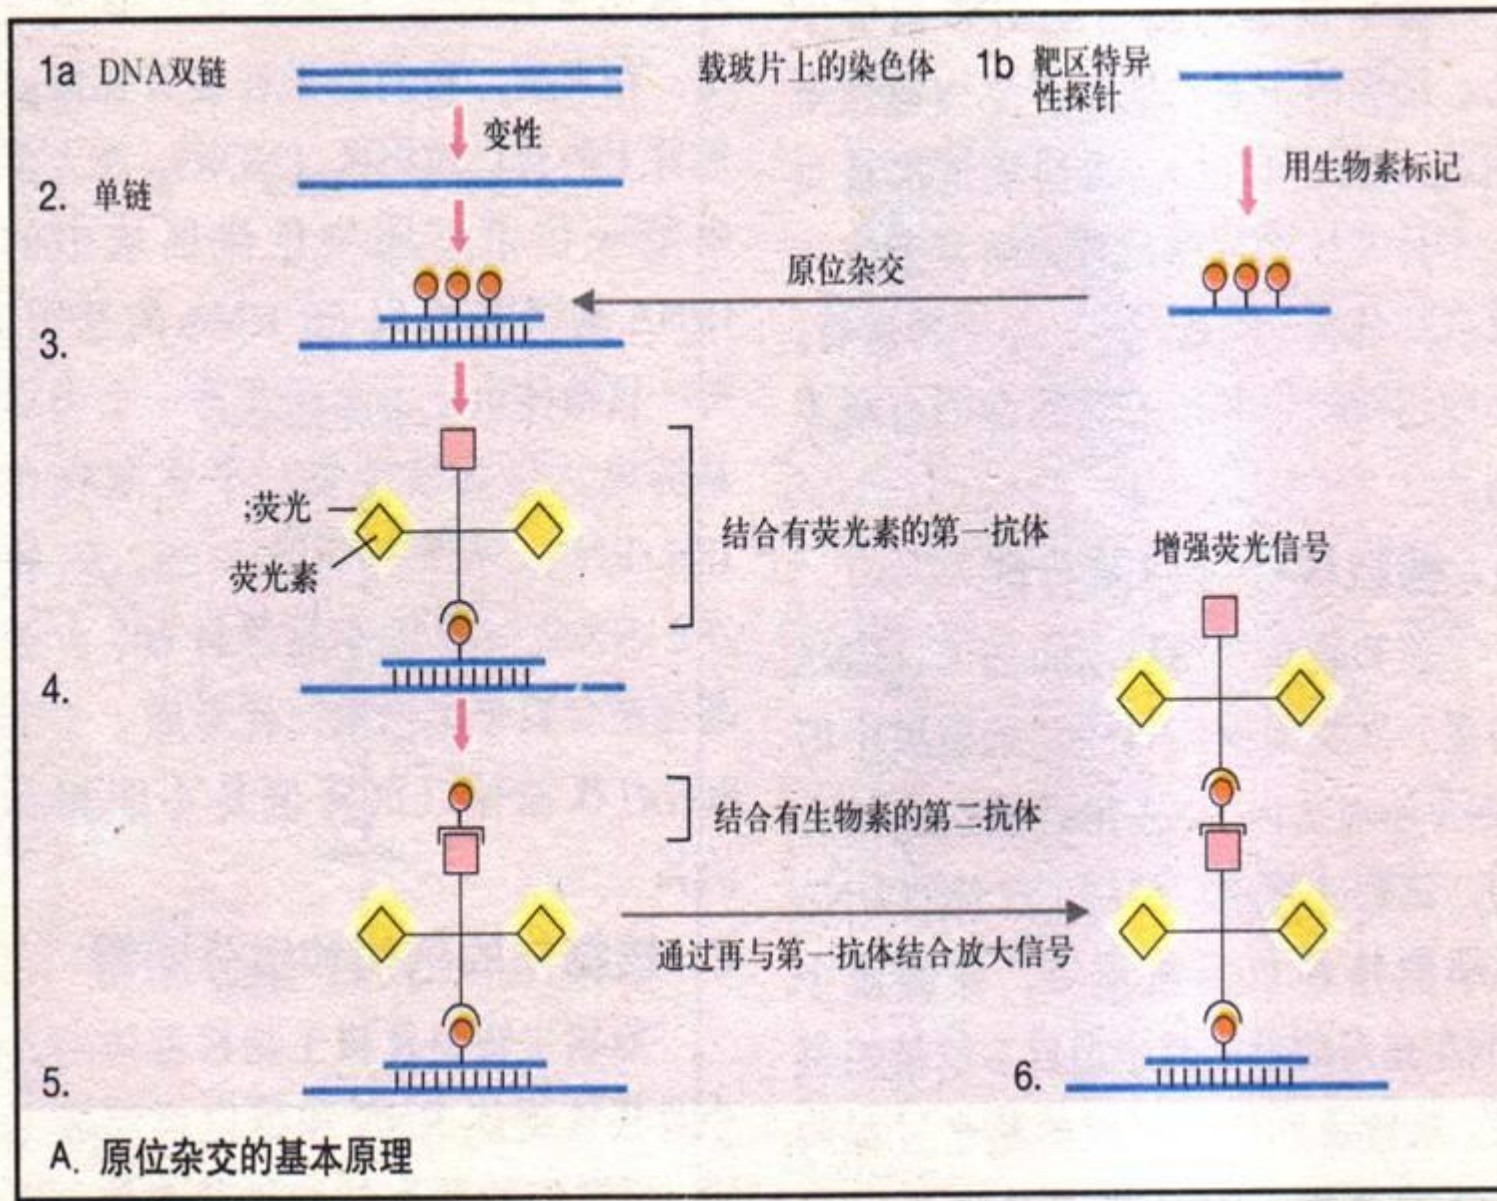 1a DNA双链
载玻片上的染色体
1b 靶区特异
性探针
变性
用生物素标记
2. 单链
原位杂交
3.
;荧光
荧光素
结合有荧光素的第一抗体
增强荧光信号
4.
结合有生物素的第二抗体
通过再与第一抗体结合放大信号
5.
6.
A. 原位杂交的基本原理